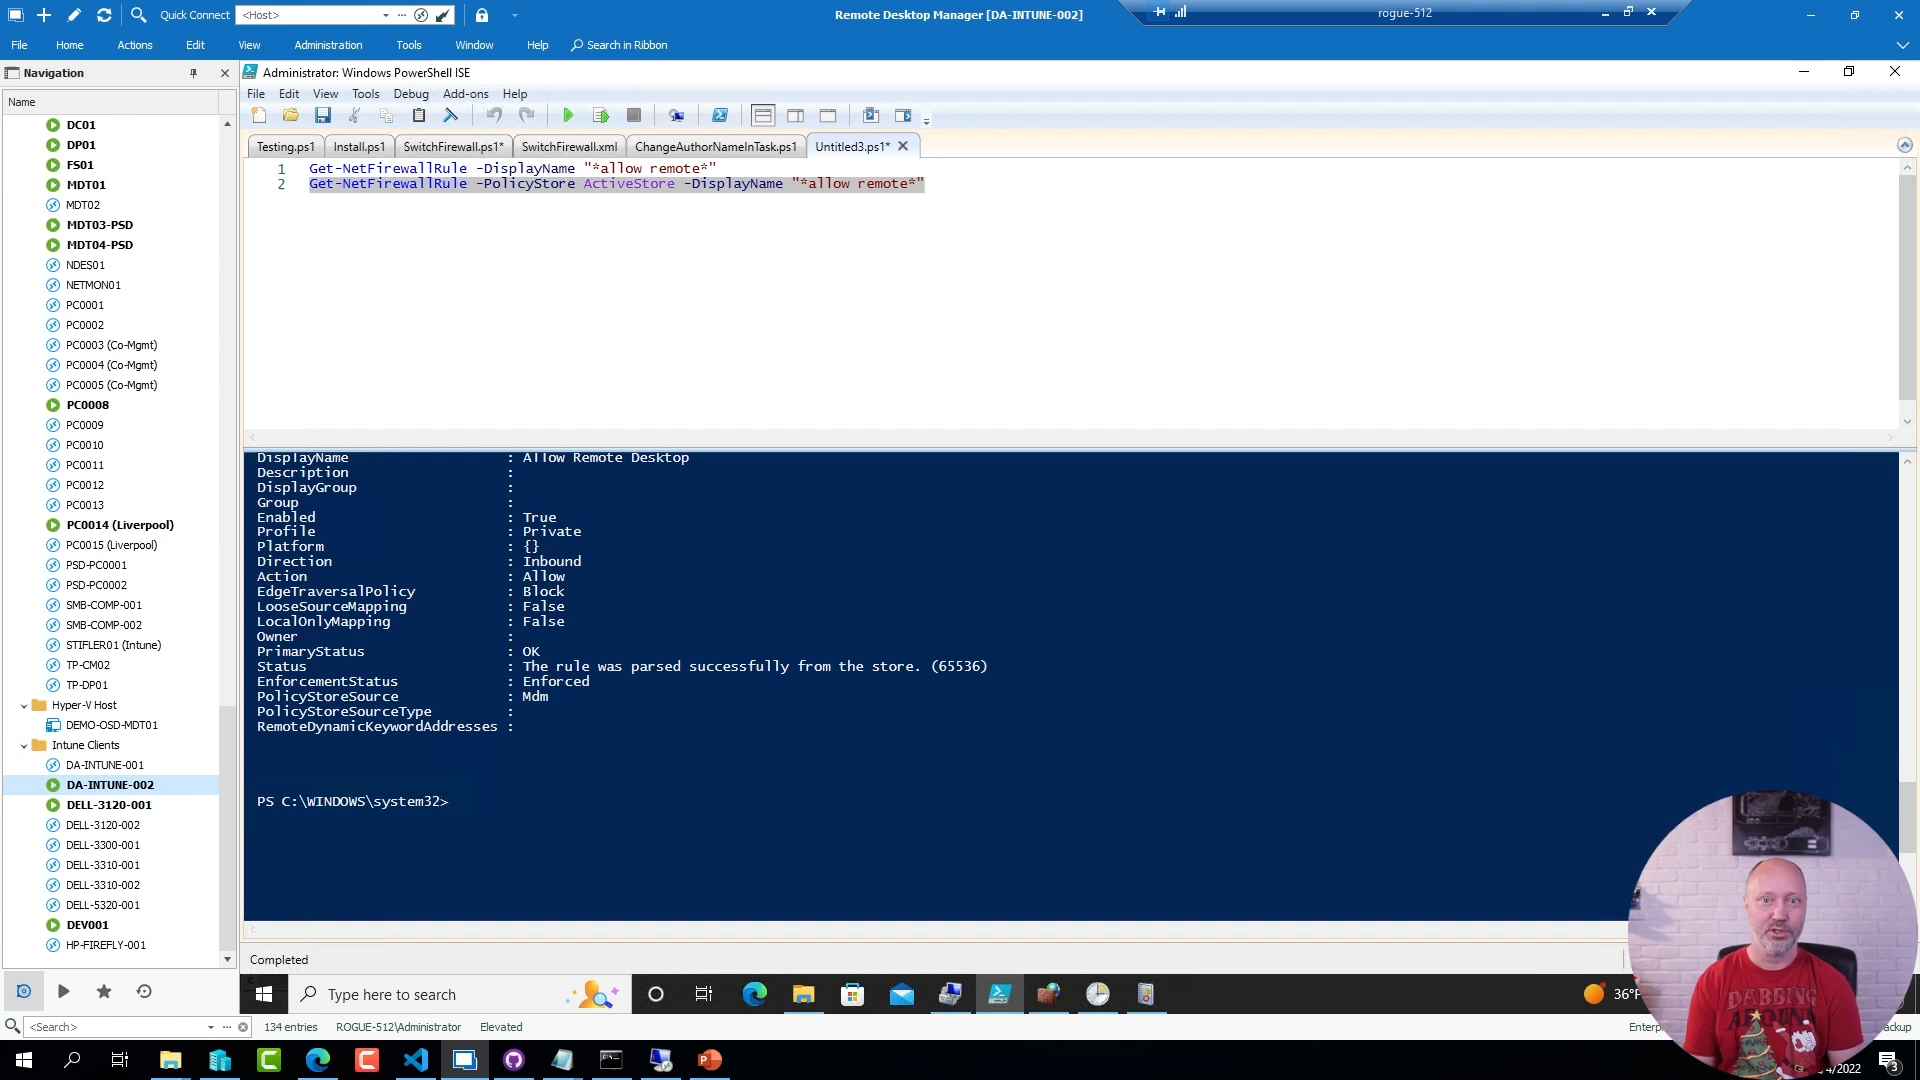 Quick Connect
<Host>
Remote Desktop Manager [DA-INTUNE-002]
rogue-512
File
Home
Actions
Edit
View
Administration
Tools
Window
Help
Search in Ribbon
Navigation
Name
DC01
DP01
FS01
MDT01
MDT02
MDT03-PSD
MDT04-PSD
NDES01
NETMON01
PC0001
PC0002
PC0003 (Co-Mgmt)
PC0004 (Co-Mgmt)
PC0005 (Co-Mgmt)
PC0008
PC0009
PC0010
PC0011
PC0012
PC0013
PC0014 (Liverpool)
PC0015 (Liverpool)
PSD-PC0001
PSD-PC0002
SMB-COMP-001
SMB-COMP-002
STIFLER01 (Intune)
TP-CM02
TP-DP01
Hyper-V Host
DEMO-OSD-MDT01
Intune Clients
DA-INTUNE-001
DA-INTUNE-002
DELL-3120-001
DELL-3120-002
DELL-3300-001
DELL-3310-001
DELL-3310-002
DELL-5320-001
DEV001
HP-FIREFLY-001
Administrator: Windows PowerShell ISE
File Edit View Tools Debug Add-ons Help
Testing.ps1 Install.ps1 SwitchFirewall.ps1* SwitchFirewall.xml ChangeAuthorNameInTask.ps1 Untitled3.ps1*
1 Get-NetFirewallRule -DisplayName "*allow remote*"
2 Get-NetFirewallRule -PolicyStore ActiveStore -DisplayName "*allow remote*"
DisplayName : Allow Remote Desktop
Description :
DisplayGroup :
Group :
Enabled : True
Profile : Private
Platform : {}
Direction : Inbound
Action : Allow
EdgeTraversalPolicy : Block
LooseSourceMapping : False
LocalOnlyMapping : False
Owner :
PrimaryStatus : OK
Status : The rule was parsed successfully from the store. (65536)
EnforcementStatus : Enforced
PolicyStoreSource : Mdm
PolicyStoreSourceType :
RemoteDynamicKeywordAddresses :
PS C:\WINDOWS\system32>
Completed
Type here to search
36°F
<Search>
134 entries
ROGUE-512\Administrator
Elevated
DABBING
AROUND
3